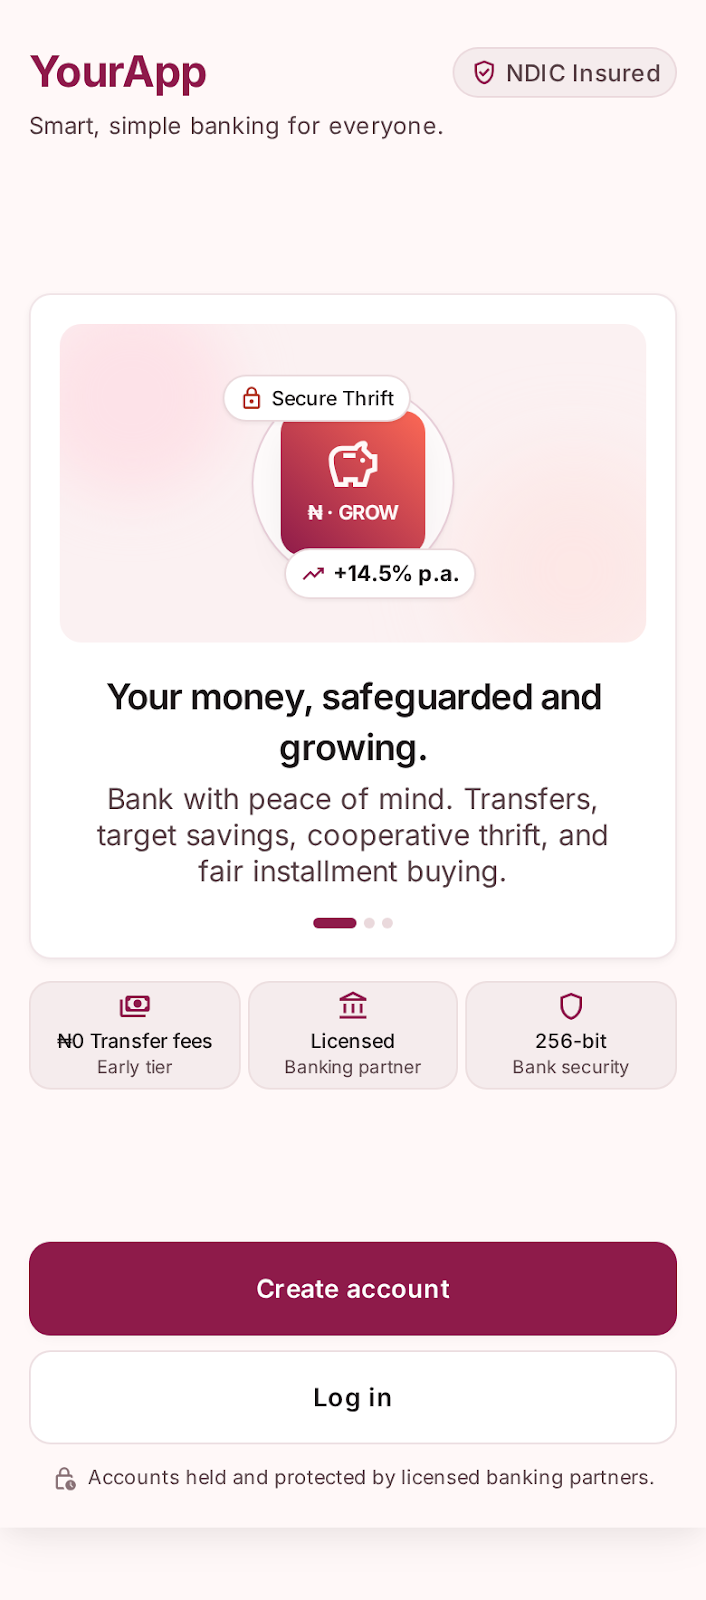 YourApp
NDIC Insured
Smart, simple banking for everyone.
Secure Thrift
₦ · GROW
+14.5% p.a.
Your money, safeguarded and
growing.
Bank with peace of mind. Transfers,
target savings, cooperative thrift, and
fair installment buying.
₦0 Transfer fees
Early tier
Licensed
Banking partner
256-bit
Bank security
Create account
Log in
Accounts held and protected by licensed banking partners.